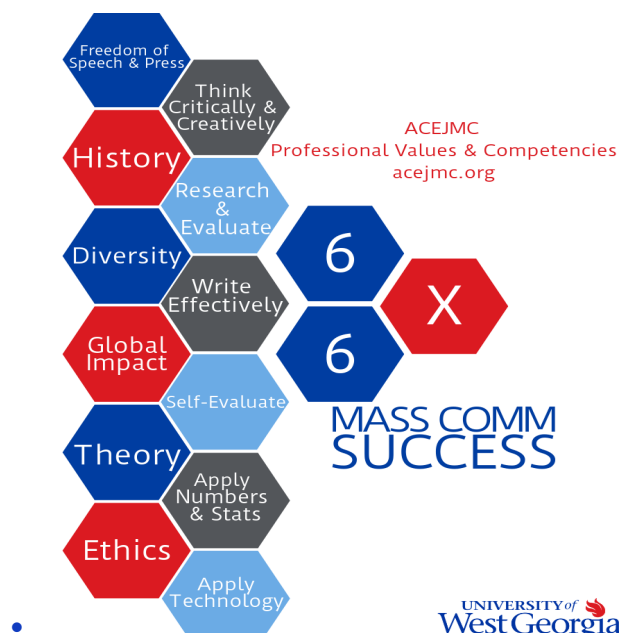 Freedom of
Speech & Press
Think
Critically &
Creatively
History
Research
&
Evaluate
Diversity
Write
Effectively
Global
Impact
Self-Evaluate
Theory
Apply
Numbers
& Stats
Ethics
Apply
Technology
ACEJMC
Professional Values & Competencies
acejmc.org
6
X
6
MASS COMM
SUCCESS
UNIVERSITY of
West Georgia